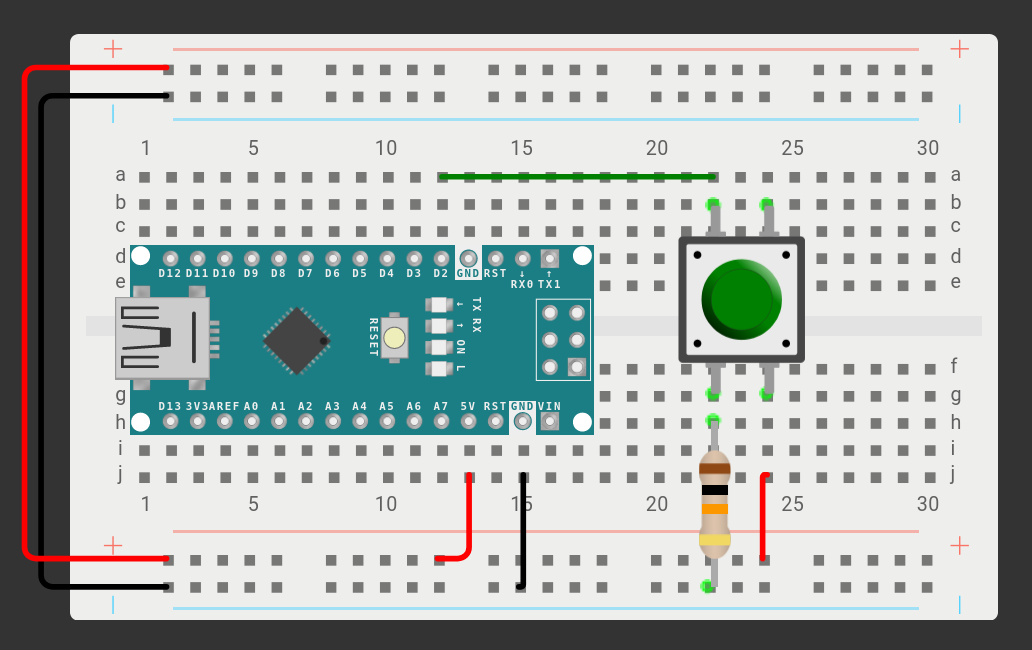 1 5 10 15 20 25 30
a a
b b
c c
d d
e e
D12 D11 D10 D9 D8 D7 D6 D5 D4 D3 D2 GND RST ↓ ↑
RX0 TX1
RESET
← TX
→ RX
ON
L
D13 3V3 AREF A0 A1 A2 A3 A4 A5 A6 A7 5V RST GND VIN
f
g g
h h
i i
j j
1 5 10 15 20 25 30